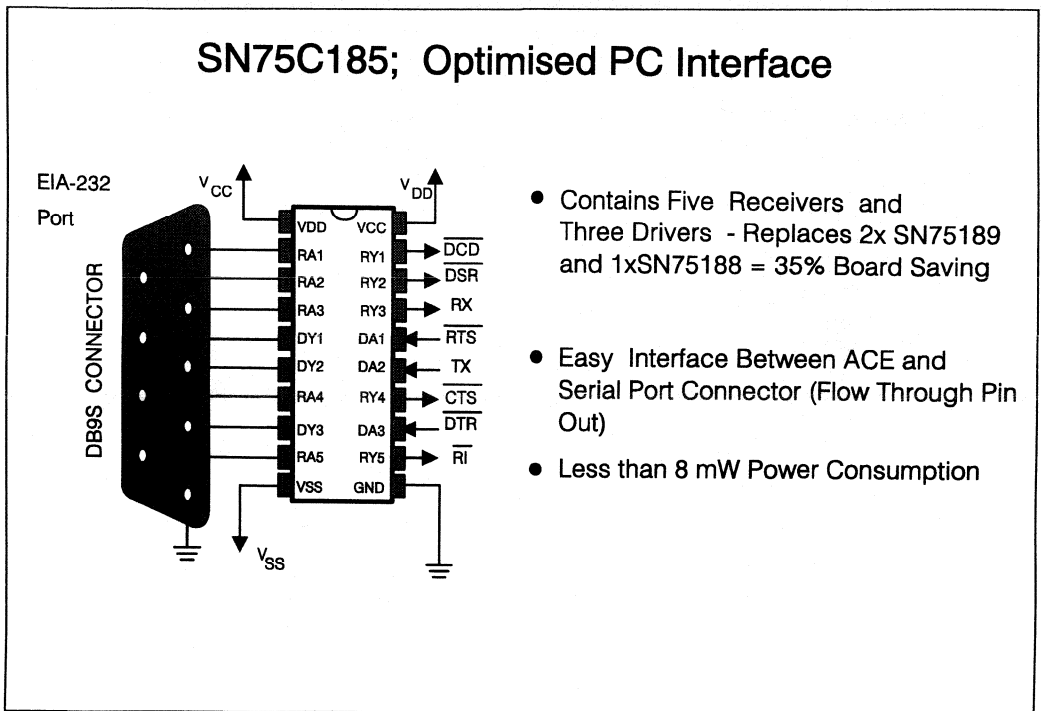 SN75C185; Optimised PC Interface
EIA-232
Port
VCC
VDD
DB9S CONNECTOR
VDD VCC
RA1 RY1 DCD
RA2 RY2 DSR
RA3 RY3 RX
DY1 DA1 RTS
DY2 DA2 TX
RA4 RY4 CTS
DY3 DA3 DTR
RA5 RY5 RI
VSS GND
VSS
• Contains Five Receivers and
Three Drivers - Replaces 2x SN75189
and 1xSN75188 = 35% Board Saving
• Easy Interface Between ACE and
Serial Port Connector (Flow Through Pin
Out)
• Less than 8 mW Power Consumption